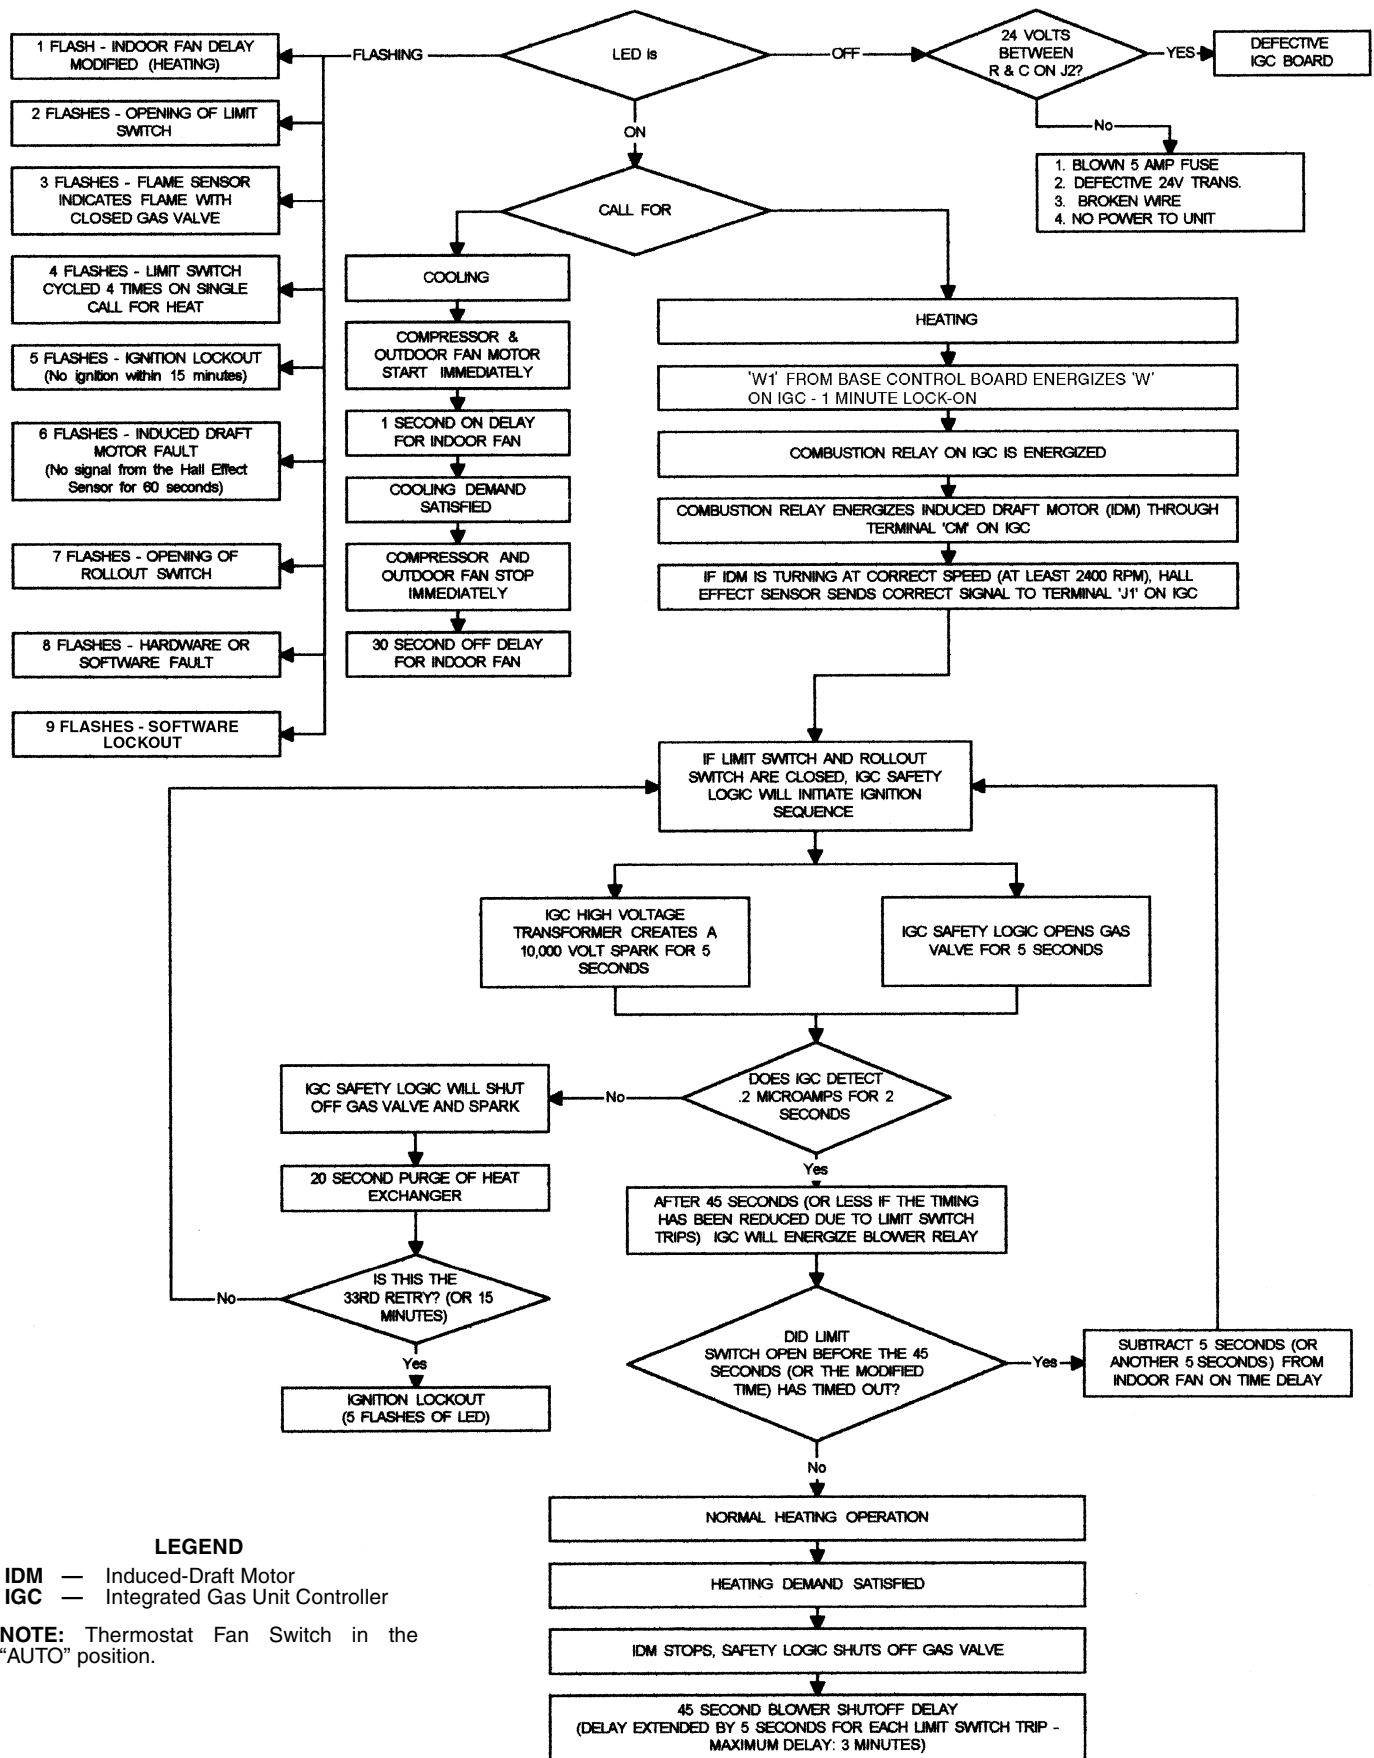 LED is
FLASHING
OFF
ON
24 VOLTS
BETWEEN
R & C ON J2?
YES
DEFECTIVE
IGC BOARD
No
1. BLOWN 5 AMP FUSE
2. DEFECTIVE 24V TRANS.
3. BROKEN WIRE
4. NO POWER TO UNIT
1 FLASH - INDOOR FAN DELAY
MODIFIED (HEATING)
2 FLASHES - OPENING OF LIMIT
SWITCH
3 FLASHES - FLAME SENSOR
INDICATES FLAME WITH
CLOSED GAS VALVE
4 FLASHES - LIMIT SWITCH
CYCLED 4 TIMES ON SINGLE
CALL FOR HEAT
5 FLASHES - IGNITION LOCKOUT
(No ignition within 15 minutes)
6 FLASHES - INDUCED DRAFT
MOTOR FAULT
(No signal from the Hall Effect
Sensor for 60 seconds)
7 FLASHES - OPENING OF
ROLLOUT SWITCH
8 FLASHES - HARDWARE OR
SOFTWARE FAULT
9 FLASHES - SOFTWARE
LOCKOUT
CALL FOR
COOLING
COMPRESSOR &
OUTDOOR FAN MOTOR
START IMMEDIATELY
1 SECOND ON DELAY
FOR INDOOR FAN
COOLING DEMAND
SATISFIED
COMPRESSOR AND
OUTDOOR FAN STOP
IMMEDIATELY
30 SECOND OFF DELAY
FOR INDOOR FAN
HEATING
'W1' FROM BASE CONTROL BOARD ENERGIZES 'W'
ON IGC - 1 MINUTE LOCK-ON
COMBUSTION RELAY ON IGC IS ENERGIZED
COMBUSTION RELAY ENERGIZES INDUCED DRAFT MOTOR (IDM) THROUGH
TERMINAL 'CM' ON IGC
IF IDM IS TURNING AT CORRECT SPEED (AT LEAST 2400 RPM), HALL
EFFECT SENSOR SENDS CORRECT SIGNAL TO TERMINAL 'J1' ON IGC
IF LIMIT SWITCH AND ROLLOUT
SWITCH ARE CLOSED, IGC SAFETY
LOGIC WILL INITIATE IGNITION
SEQUENCE
IGC HIGH VOLTAGE
TRANSFORMER CREATES A
10,000 VOLT SPARK FOR 5
SECONDS
IGC SAFETY LOGIC OPENS GAS
VALVE FOR 5 SECONDS
DOES IGC DETECT
.2 MICROAMPS FOR 2
SECONDS
No
IGC SAFETY LOGIC WILL SHUT
OFF GAS VALVE AND SPARK
20 SECOND PURGE OF HEAT
EXCHANGER
IS THIS THE
33RD RETRY? (OR 15
MINUTES)
No
Yes
IGNITION LOCKOUT
(5 FLASHES OF LED)
Yes
AFTER 45 SECONDS (OR LESS IF THE TIMING
HAS BEEN REDUCED DUE TO LIMIT SWITCH
TRIPS) IGC WILL ENERGIZE BLOWER RELAY
DID LIMIT
SWITCH OPEN BEFORE THE 45
SECONDS (OR THE MODIFIED
TIME) HAS TIMED OUT?
Yes
SUBTRACT 5 SECONDS (OR
ANOTHER 5 SECONDS) FROM
INDOOR FAN ON TIME DELAY
No
NORMAL HEATING OPERATION
HEATING DEMAND SATISFIED
IDM STOPS, SAFETY LOGIC SHUTS OFF GAS VALVE
45 SECOND BLOWER SHUTOFF DELAY
(DELAY EXTENDED BY 5 SECONDS FOR EACH LIMIT SWITCH TRIP -
MAXIMUM DELAY: 3 MINUTES)
LEGEND
IDM — Induced-Draft Motor
IGC — Integrated Gas Unit Controller
NOTE: Thermostat Fan Switch in the
“AUTO” position.